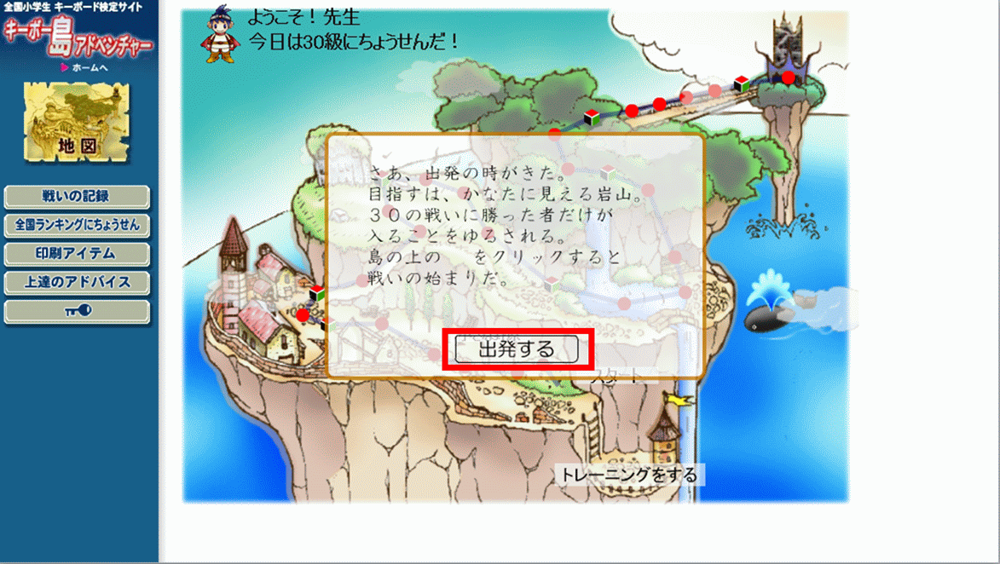 全国小学生 キーボード検定サイト
キーボー島アドベンチャー
ホームへ
地図
戦いの記録
全国ランキングにちょうせん
印刷アイテム
上達のアドバイス
ようこそ！先生
今日は30級にちょうせんだ！
さあ、出発の時がきた。
目指すは、かなたに見える岩山。
３０の戦いに勝った者だけが
入ることをゆるされる。
島の上の　をクリックすると
戦いの始まりだ。
出発する
スタート
トレーニングをする